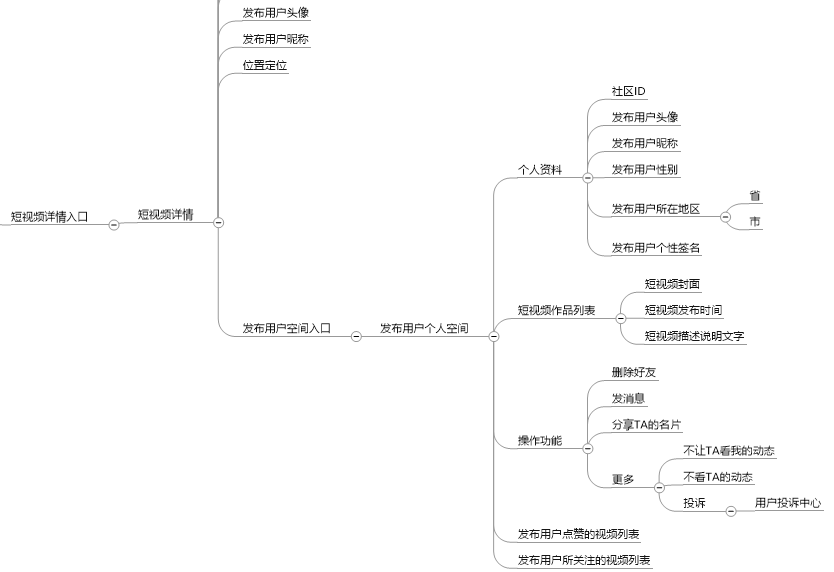 发布用户头像
发布用户昵称
位置定位
短视频详情入口
短视频详情
发布用户空间入口
发布用户个人空间
个人资料
社区ID
发布用户头像
发布用户昵称
发布用户性别
发布用户所在地区
省
市
发布用户个性签名
短视频作品列表
短视频封面
短视频发布时间
短视频描述说明文字
操作功能
删除好友
发消息
分享TA的名片
更多
不让TA看我的动态
不看TA的动态
投诉
用户投诉中心
发布用户点赞的视频列表
发布用户所关注的视频列表